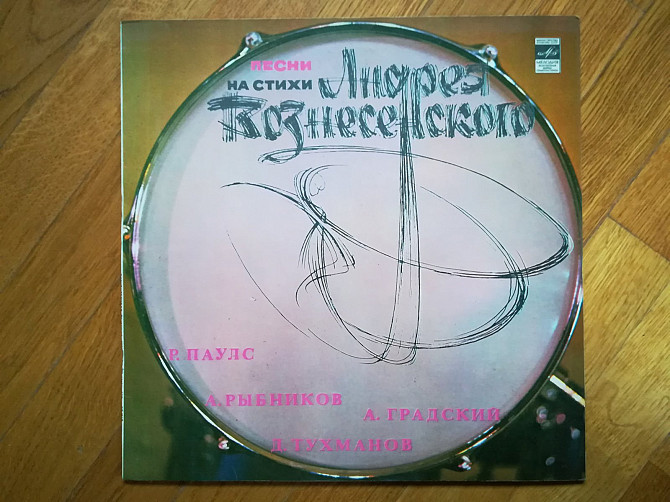 ПЕСНИ
НА СТИХИ Андрея
Вознесенского
Р. ПАУЛС
А. РЫБНИКОВ
А. ГРАДСКИЙ
Д. ТУХМАНОВ